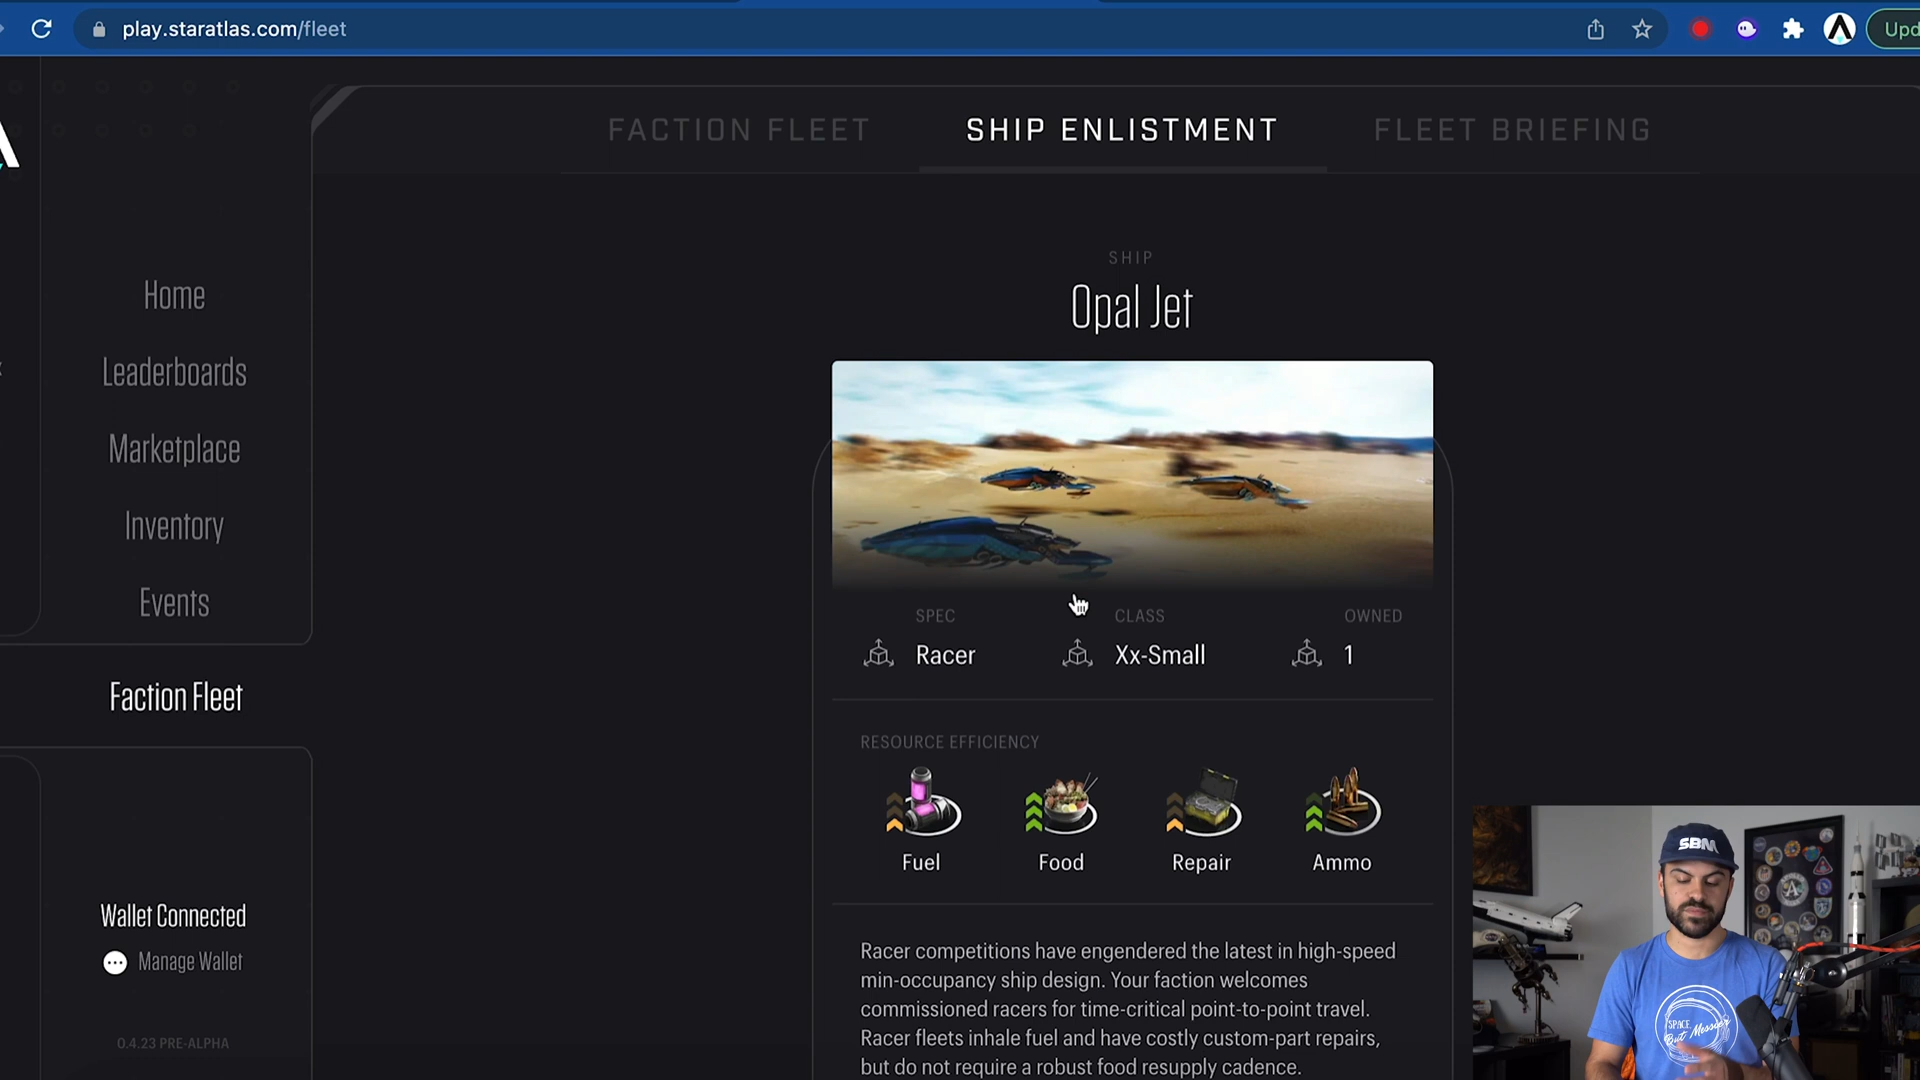 play.staratlas.com/fleet
Upd
FACTION FLEET
SHIP ENLISTMENT
FLEET BRIEFING
Home
Leaderboards
Marketplace
Inventory
Events
Faction Fleet
Wallet Connected
Manage Wallet
0.4.23 PRE-ALPHA
SHIP
Opal Jet
SPEC
Racer
CLASS
Xx-Small
OWNED
1
RESOURCE EFFICIENCY
Fuel
Food
Repair
Ammo
Racer competitions have engendered the latest in high-speed
min-occupancy ship design. Your faction welcomes
commissioned racers for time-critical point-to-point travel.
Racer fleets inhale fuel and have costly custom-part repairs,
but do not require a robust food resupply cadence.
SBM
SPACE
But Messier